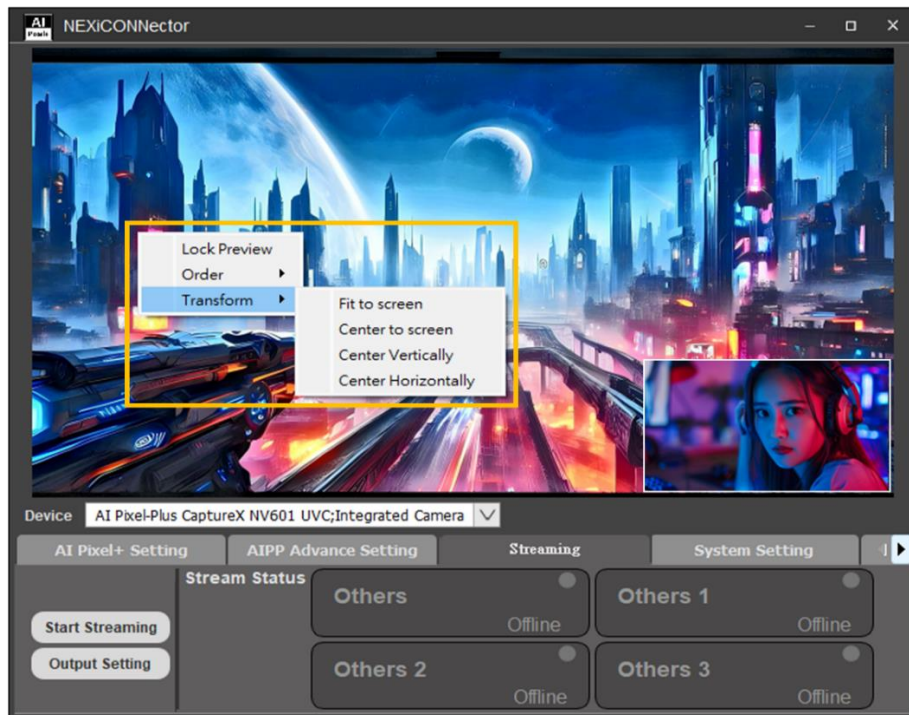 AI
Pixels
NEXiCONNector
Lock Preview
Order
Transform
Fit to screen
Center to screen
Center Vertically
Center Horizontally
Device AI Pixel-Plus CaptureX NV601 UVC;Integrated Camera
AI Pixel+ Setting AIPP Advance Setting Streaming System Setting
Stream Status
Start Streaming
Output Setting
Others
Offline
Others 1
Offline
Others 2
Offline
Others 3
Offline